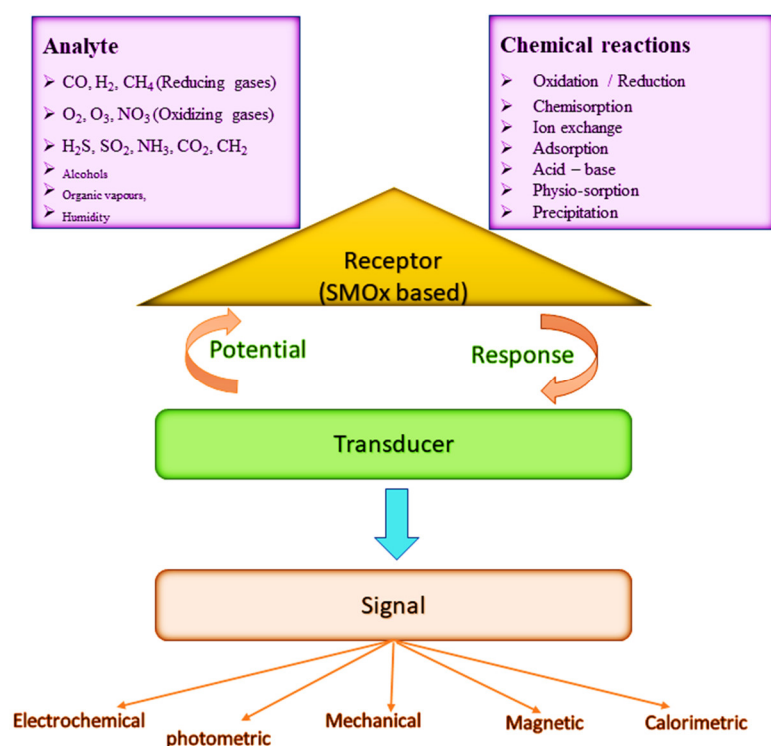 Analyte
➢ CO, H₂, CH₄ (Reducing gases)
➢ O₂, O₃, NO₃ (Oxidizing gases)
➢ H₂S, SO₂, NH₃, CO₂, CH₂
➢ Alcohols
➢ Organic vapours,
➢ Humidity
Chemical reactions
➢ Oxidation / Reduction
➢ Chemisorption
➢ Ion exchange
➢ Adsorption
➢ Acid – base
➢ Physio-sorption
➢ Precipitation
Receptor
(SMOx based)
Potential
Response
Transducer
Signal
Electrochemical
photometric
Mechanical
Magnetic
Calorimetric